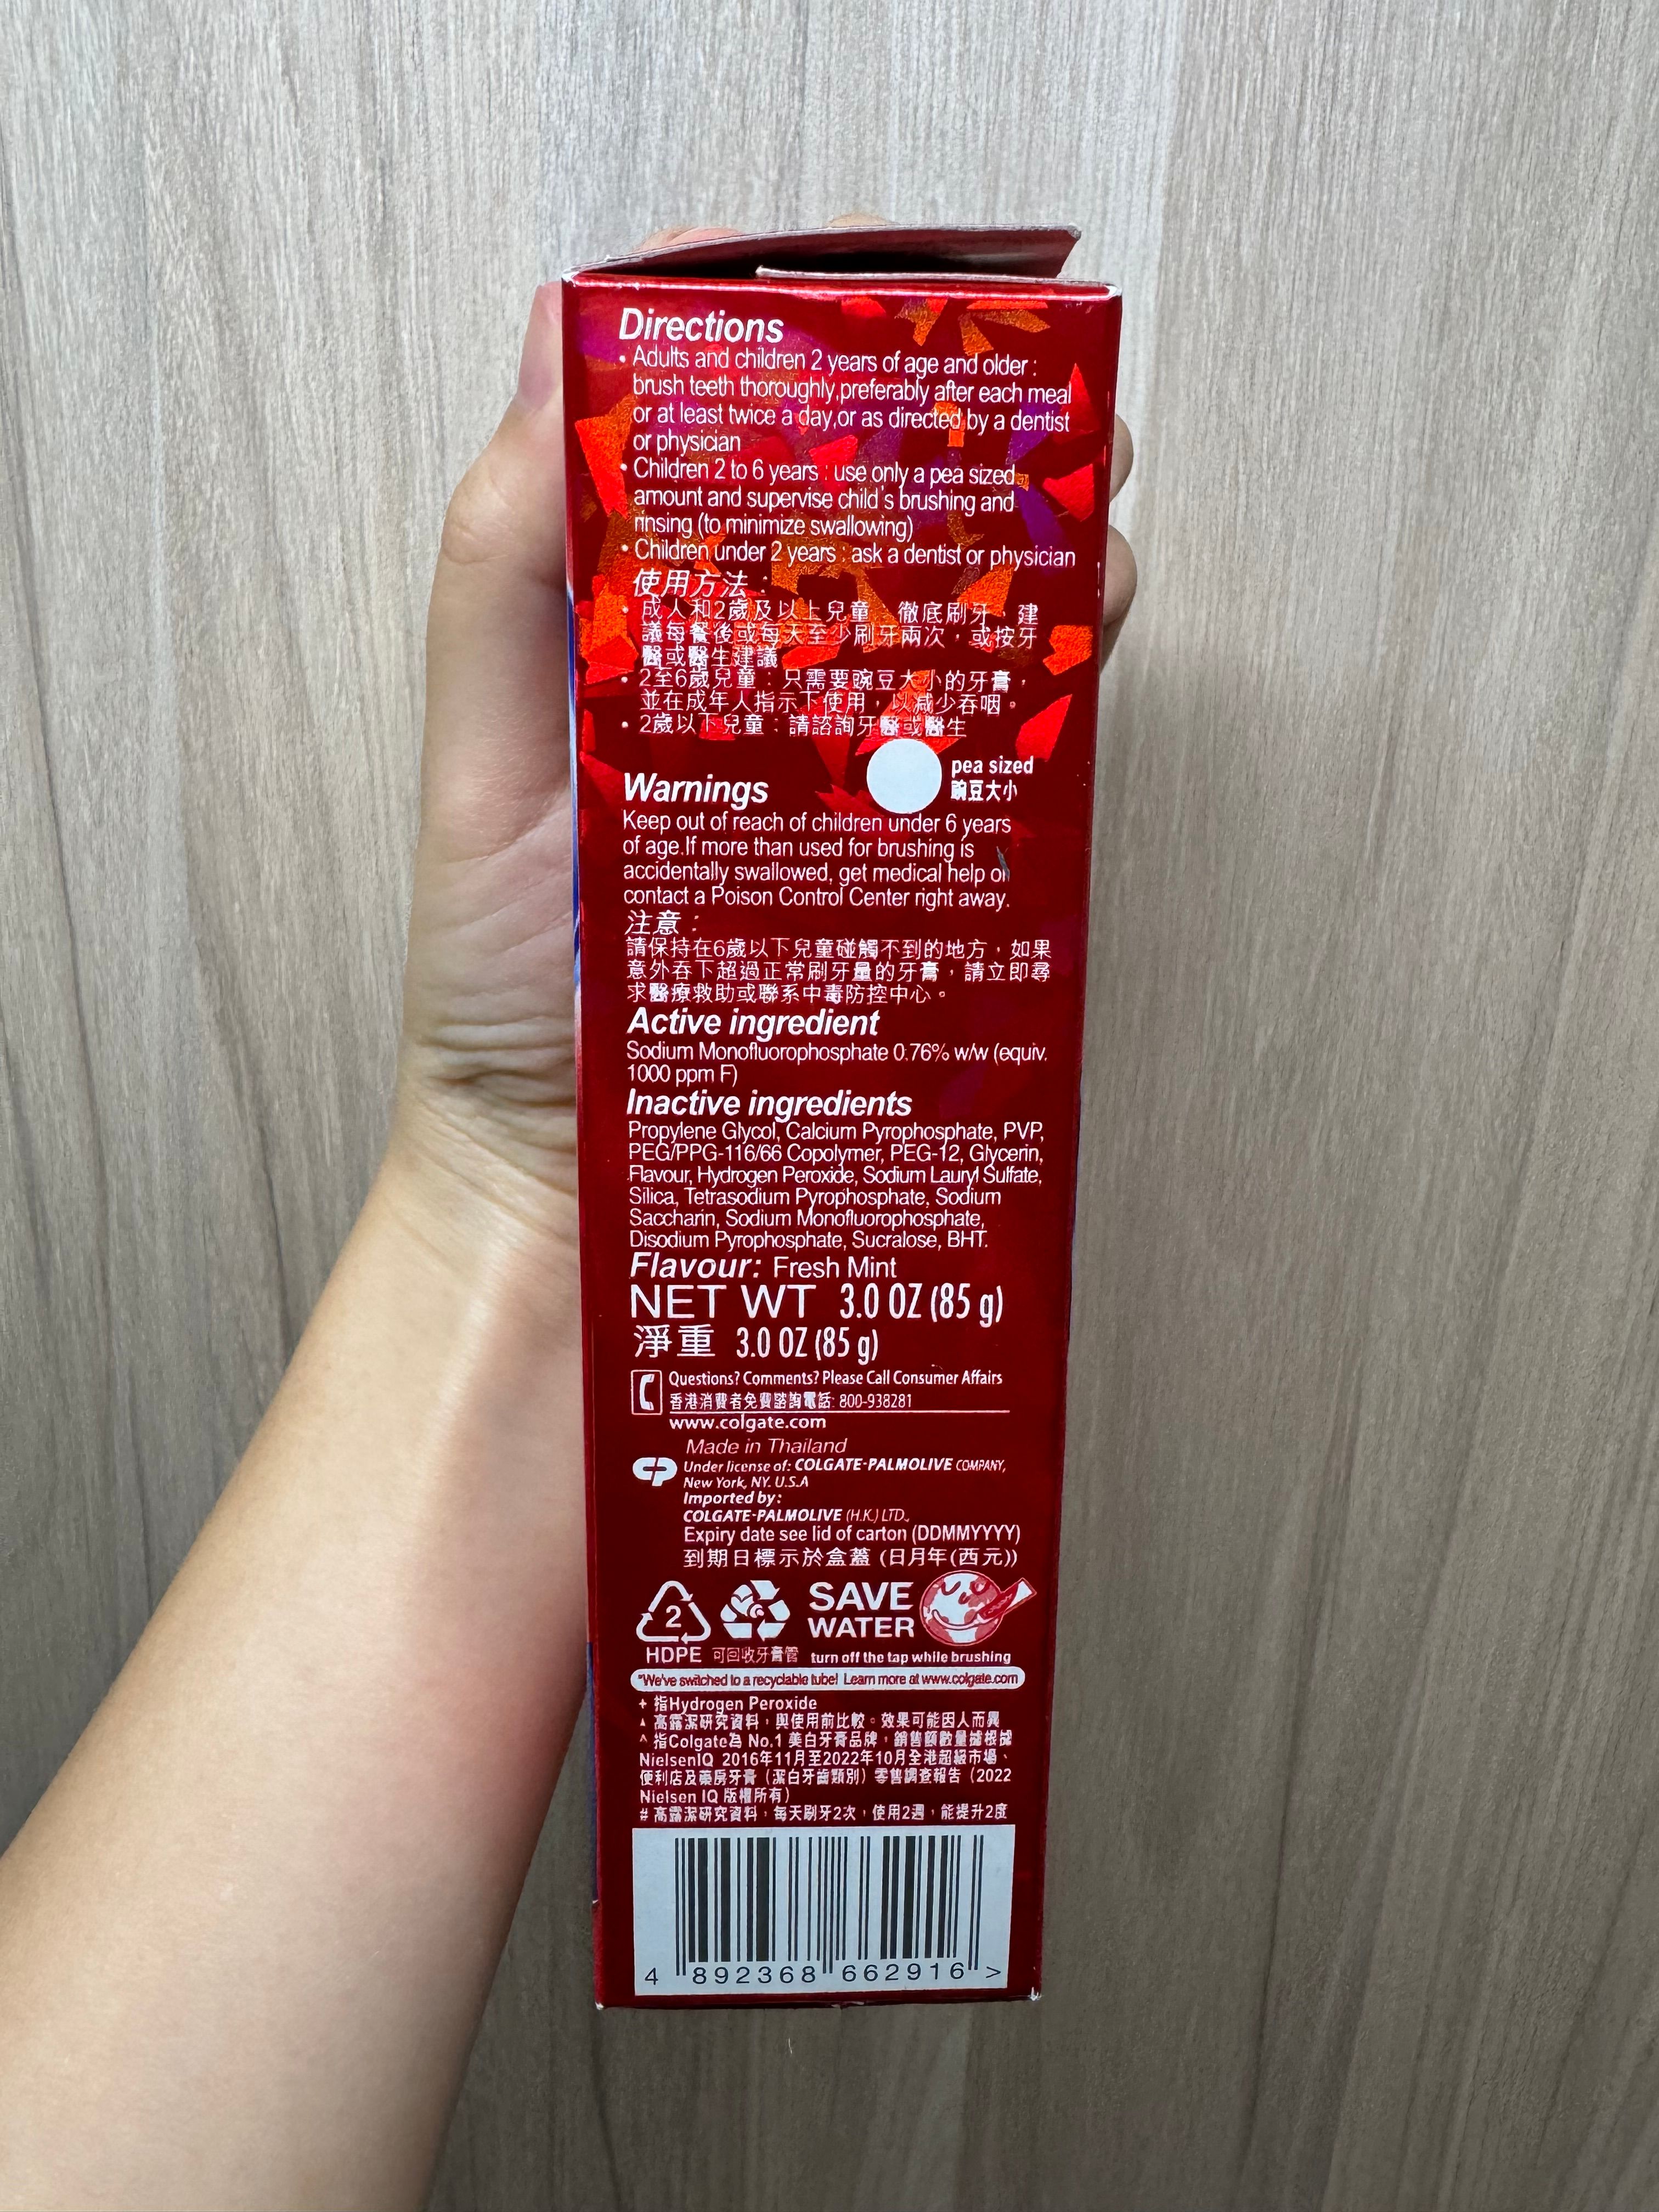 Directions
• Adults and children 2 years of age and older :
brush teeth thoroughly,preferably after each meal
or at least twice a day,or as directed by a dentist
or physician
• Children 2 to 6 years : use only a pea sized
amount and supervise child's brushing and
rinsing (to minimize swallowing)
• Children under 2 years : ask a dentist or physician
使用方法：
• 成人和2歲及以上兒童：徹底刷牙、建
議每餐後或每天至少刷牙兩次，或按牙
醫或醫生建議
• 2至6歲兒童：只需要豌豆大小的牙膏，
並在成年人指示下使用，以減少吞咽。
• 2歲以下兒童：請諮詢牙醫或醫生
pea sized
豌豆大小
Warnings
Keep out of reach of children under 6 years
of age.If more than used for brushing is
accidentally swallowed, get medical help or
contact a Poison Control Center right away.
注意：
請保持在6歲以下兒童碰觸不到的地方，如果
意外吞下超過正常刷牙量的牙膏，請立即尋
求醫療救助或聯系中毒防控中心。
Active ingredient
Sodium Monofluorophosphate 0.76% w/w (equiv.
1000 ppm F)
Inactive ingredients
Propylene Glycol, Calcium Pyrophosphate, PVP,
PEG/PPG-116/66 Copolymer, PEG-12, Glycerin,
Flavour, Hydrogen Peroxide, Sodium Lauryl Sulfate,
Silica, Tetrasodium Pyrophosphate, Sodium
Saccharin, Sodium Monofluorophosphate,
Disodium Pyrophosphate, Sucralose, BHT.
Flavour: Fresh Mint
NET WT 3.0 OZ (85 g)
淨重 3.0 OZ (85 g)
Questions? Comments? Please Call Consumer Affairs
香港消費者免費諮詢電話: 800-938281
www.colgate.com
Made in Thailand
CP
Under license of: COLGATE-PALMOLIVE COMPANY,
New York, NY. U.S.A
Imported by:
COLGATE-PALMOLIVE (H.K.) LTD.,
Expiry date see lid of carton (DDMMYYYY)
到期日標示於盒蓋 (日月年(西元))
2
HDPE 可回收牙膏管
SAVE
WATER
turn off the tap while brushing
*We've switched to a recyclable tube! Learn more at www.colgate.com
+ 指Hydrogen Peroxide
▲ 高露潔研究資料，與使用前比較。效果可能因人而異
^ 指Colgate為 No.1 美白牙膏品牌，銷售額數量據根據
NielsenIQ 2016年11月至2022年10月全港超級市場、
便利店及藥房牙膏（潔白牙齒類別）零售調查報告（2022
Nielsen IQ 版權所有）
# 高露潔研究資料，每天刷牙2次，使用2週，能提升2度
4 892368 662916 >